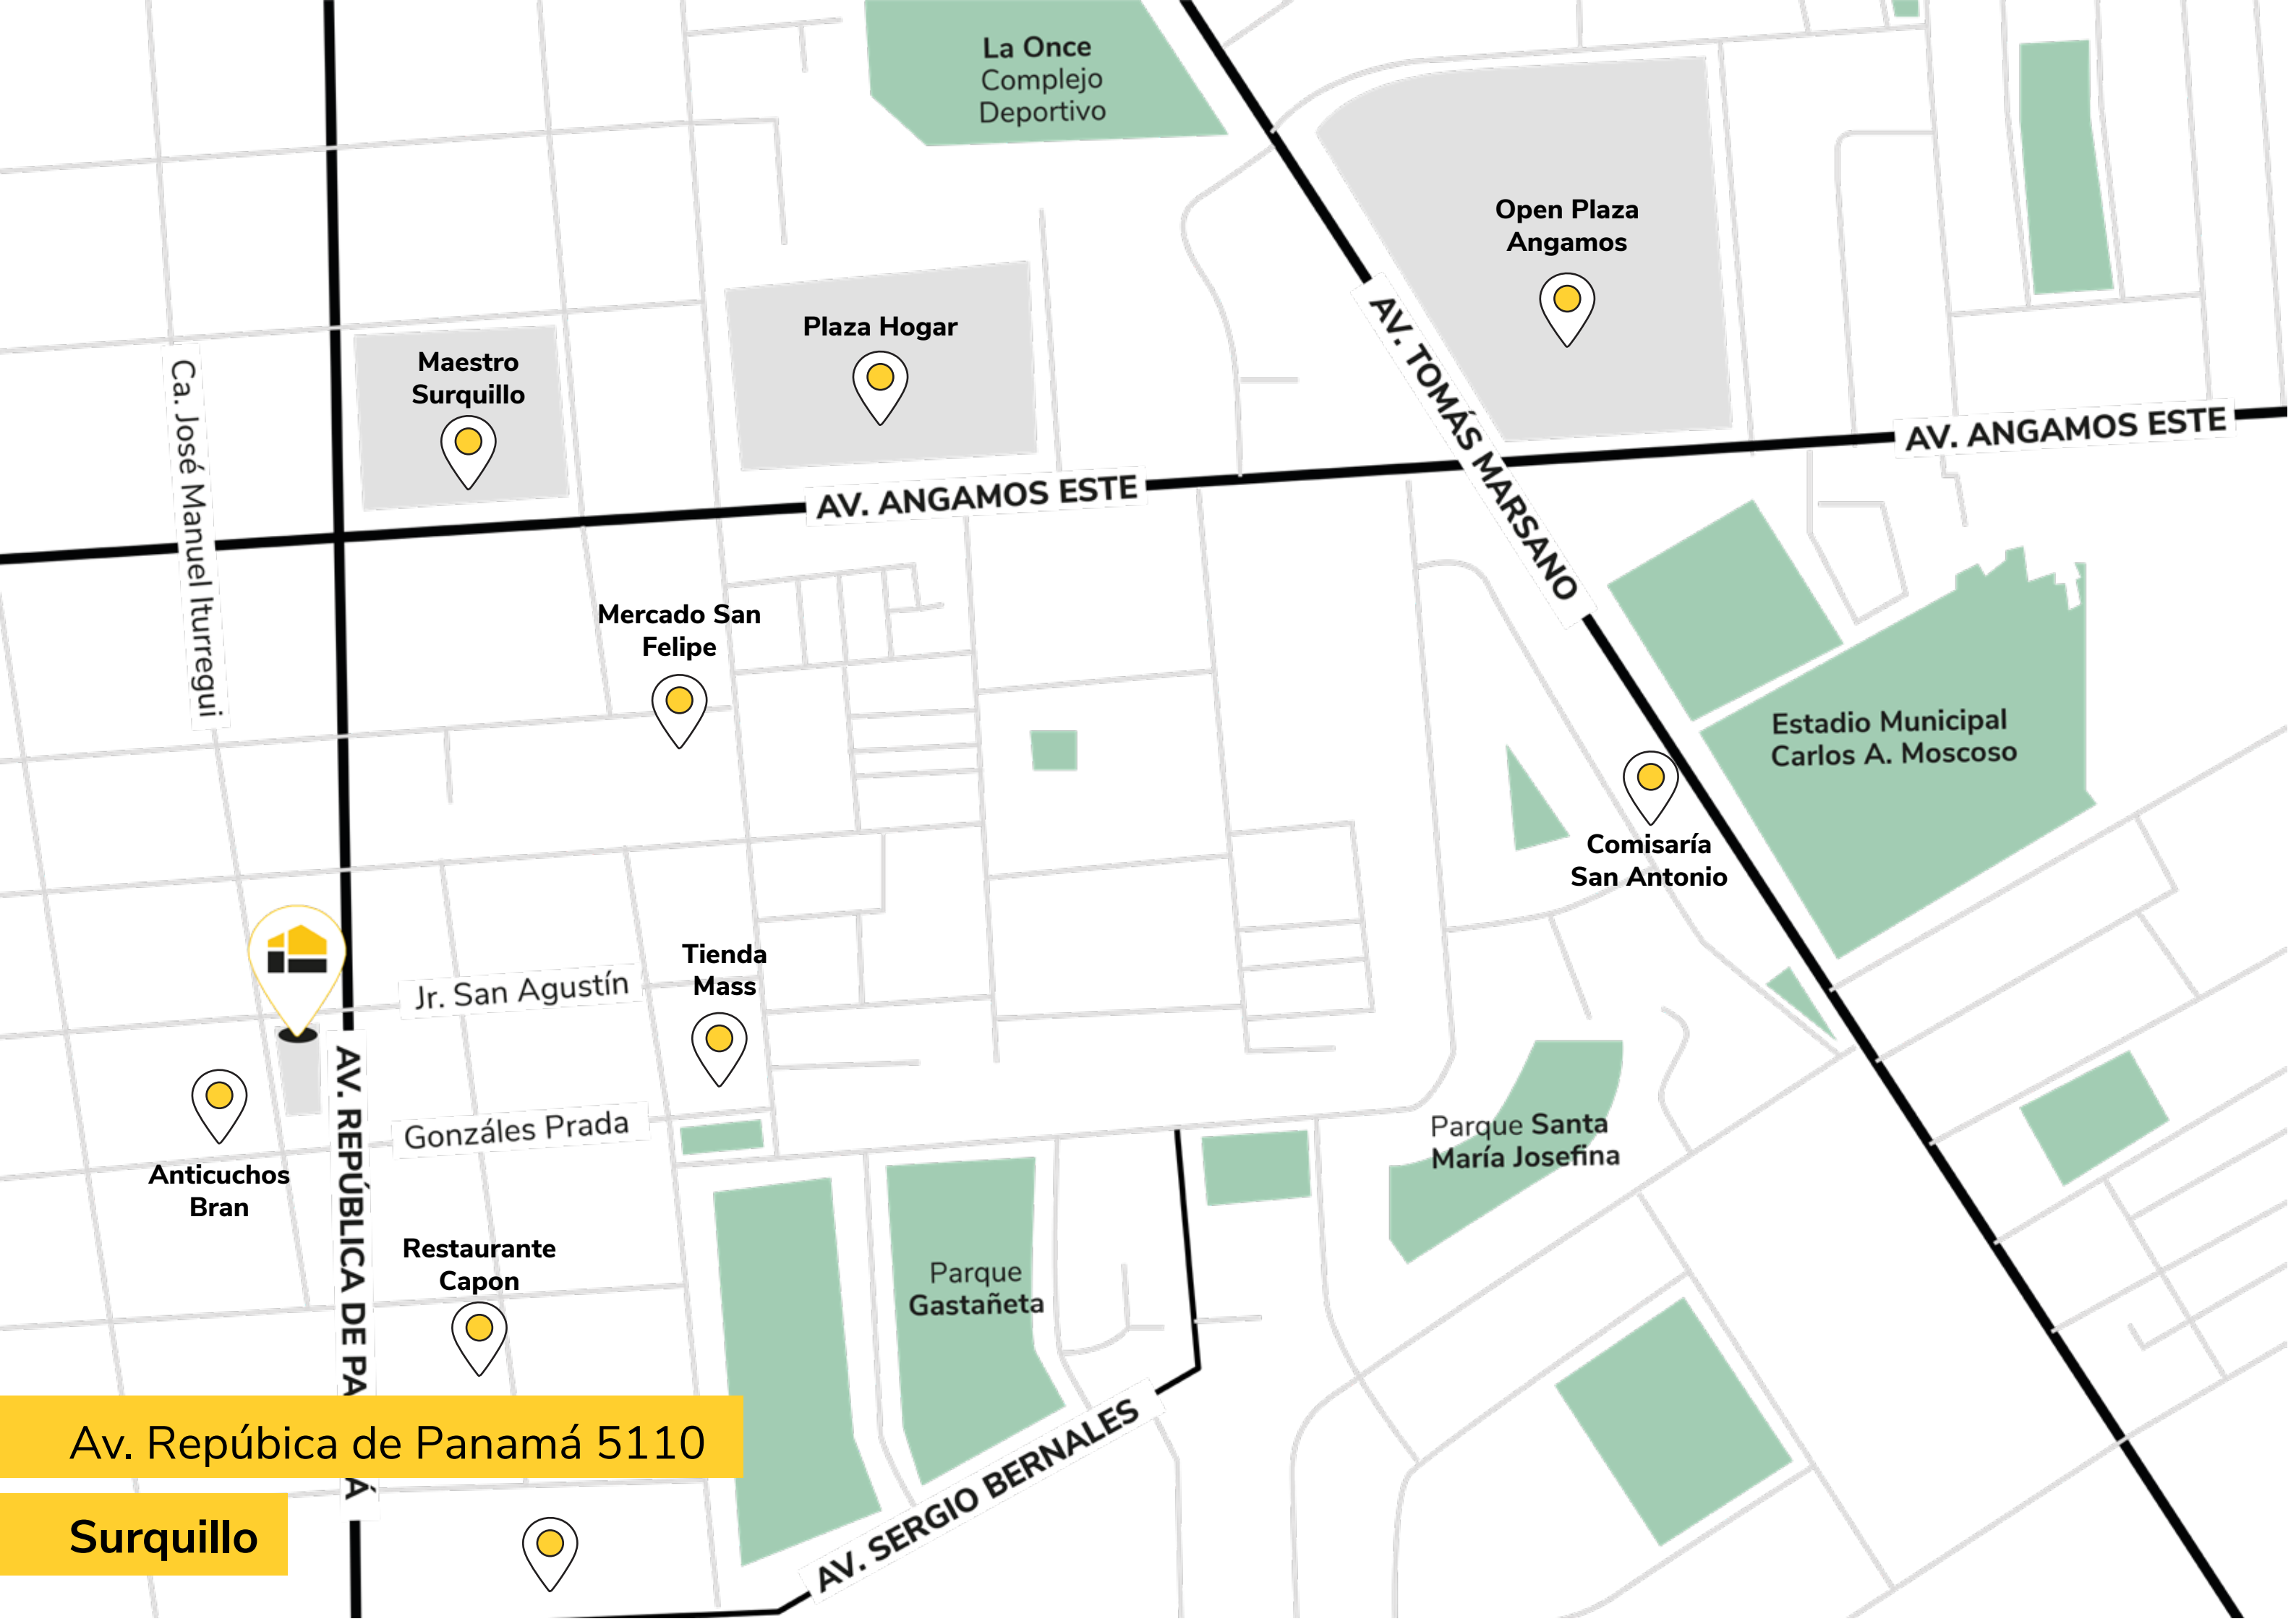 La Once
Complejo
Deportivo
Open Plaza
Angamos
Plaza Hogar
Maestro
Surquillo
AV. TOMÁS MARSANO
Ca. José Manuel Iturregui
AV. ANGAMOS ESTE
AV. ANGAMOS ESTE
Mercado San
Felipe
Estadio Municipal
Carlos A. Moscoso
Comisaría
San Antonio
Tienda
Mass
Jr. San Agustín
AV. REPÚBLICA DE PA Á
Gonzáles Prada
Parque Santa
María Josefina
Anticuchos
Bran
Restaurante
Capon
Parque
Gastañeta
AV. SERGIO BERNALES
Av. Repúbica de Panamá 5110
Surquillo